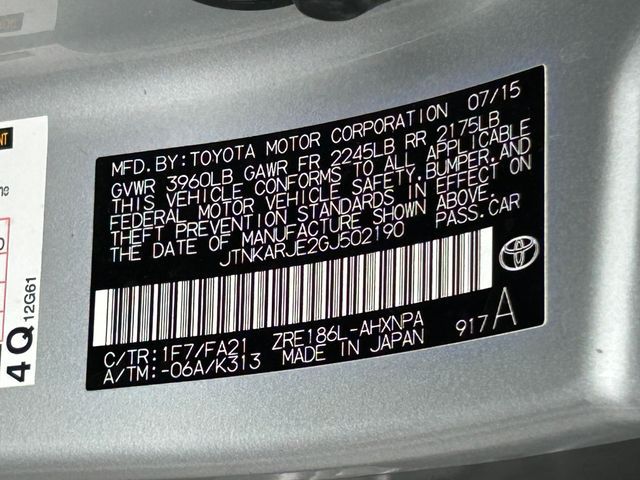 MFD.BY:TOYOTA MOTOR CORPORATION 07/15
GVWR 3960LB GAWR FR 2245LB RR 2175LB
THIS VEHICLE CONFORMS TO ALL APPLICABLE
FEDERAL MOTOR VEHICLE SAFETY,BUMPER,AND
THEFT PREVENTION STANDARDS IN EFFECT ON
THE DATE OF MANUFACTURE SHOWN ABOVE.
JTNKARJE2GJ502190 PASS.CAR
C/TR:1F7/FA21 ZRE186L-AHXNPA
A/TM:-06A/K313 MADE IN JAPAN 917A
4Q
12G61